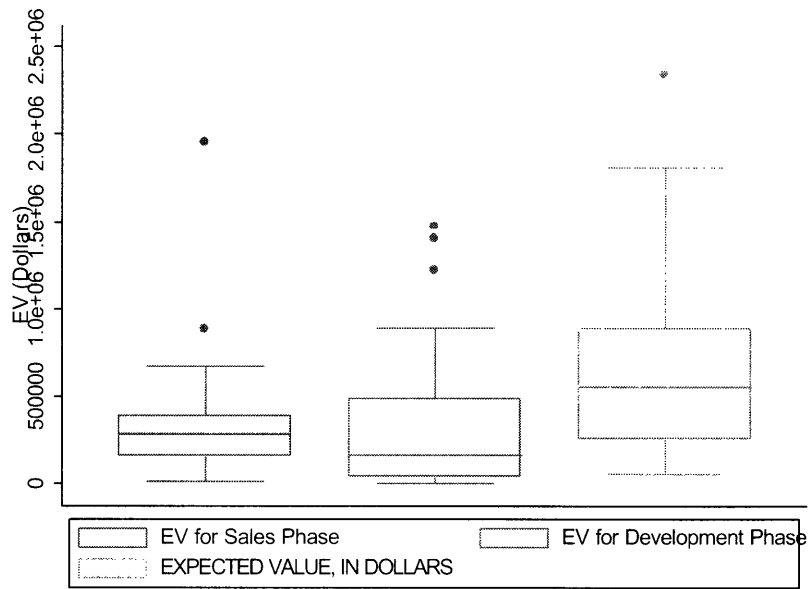 2.5e+06
2.0e+06
1.5e+06
1.0e+06
500000
0
EV (Dollars)
EV for Sales Phase
EV for Development Phase
EXPECTED VALUE, IN DOLLARS